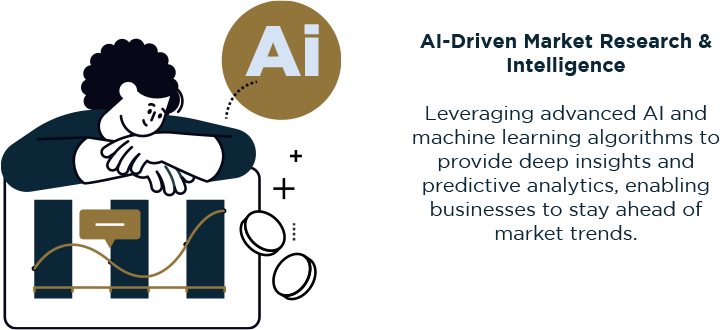 Ai
AI-Driven Market Research &
Intelligence
Leveraging advanced AI and
machine learning algorithms to
provide deep insights and
predictive analytics, enabling
businesses to stay ahead of
market trends.